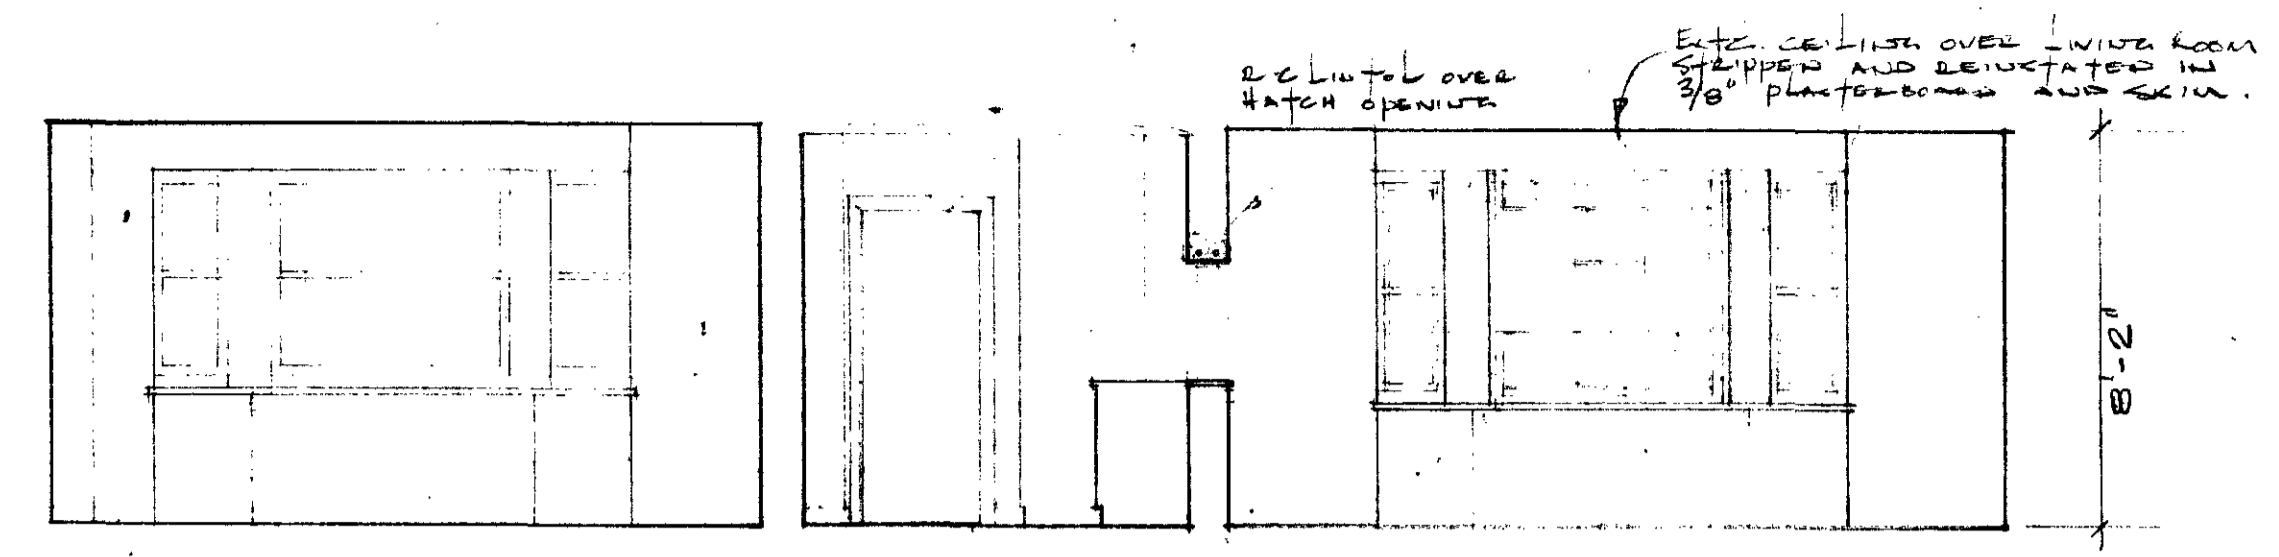 R C LINTOL OVER
HATCH OPENING
EXTG. CEILING OVER LIVING ROOM
STRIPPED AND REINSTATED IN
3/8" PLASTERBOARD AND SKIM.
8'-2"